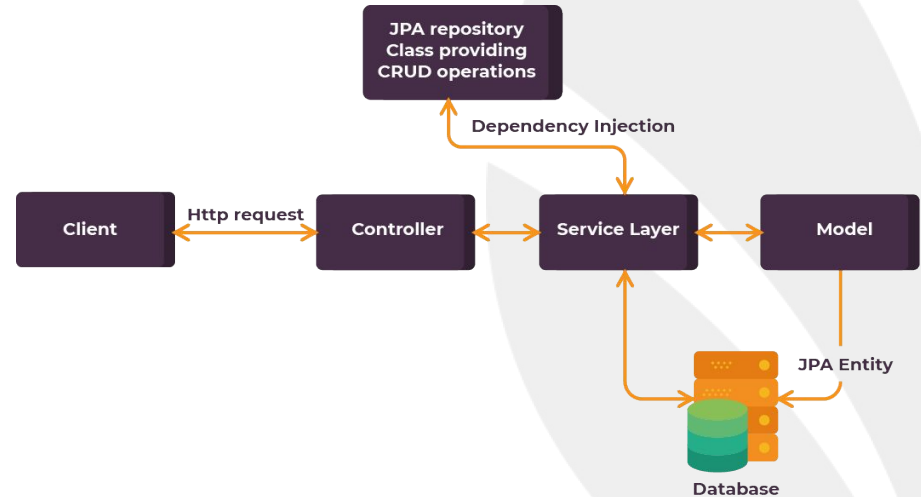 JPA repository
Class providing
CRUD operations
Dependency Injection
Client
Http request
Controller
Service Layer
Model
JPA Entity
Database